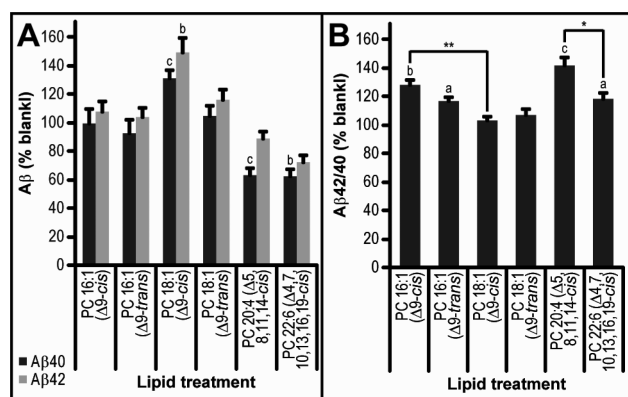 A
Aβ (% blankl)
160
140
120
100
80
60
40
20
0
c
b
c
b
PC 16:1
(Δ9-cis)
PC 16:1
(Δ9-trans)
PC 18:1
(Δ9-cis)
PC 18:1
(Δ9-trans)
PC 20:4 (Δ5,
8,11,14-cis)
PC 22:6 (Δ4,7,
10,13,16,19-cis)
Aβ40
Aβ42
Lipid treatment
B
Aβ42/40 (% blankl)
160
140
120
100
80
60
40
20
0
**
*
b
a
c
a
PC 16:1
(Δ9-cis)
PC 16:1
(Δ9-trans)
PC 18:1
(Δ9-cis)
PC 18:1
(Δ9-trans)
PC 20:4 (Δ5,
8,11,14-cis)
PC 22:6 (Δ4,7,
10,13,16,19-cis)
Lipid treatment